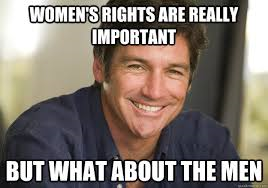 WOMEN'S RIGHTS ARE REALLY
IMPORTANT
BUT WHAT ABOUT THE MEN